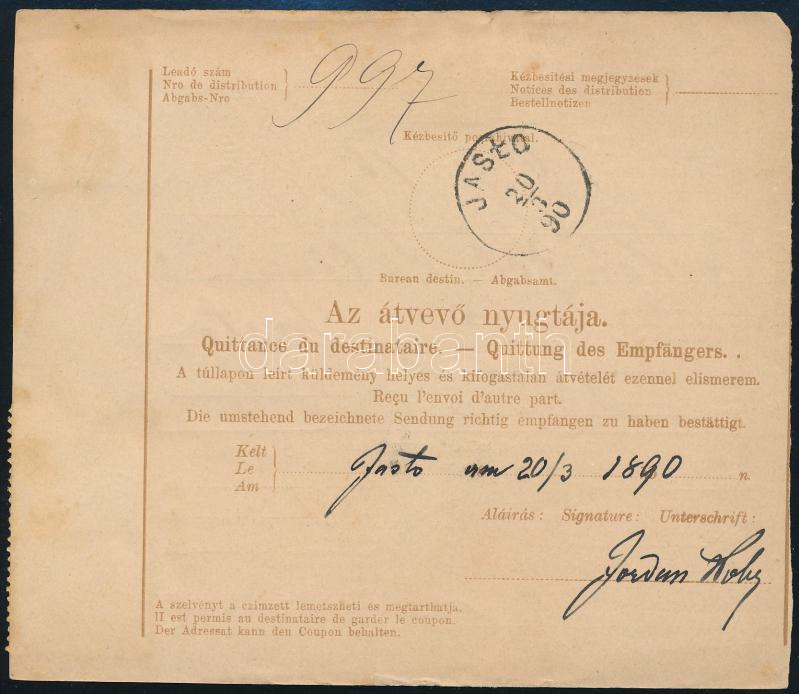 Leadó szám
Nro de distribution
Abgabs-Nro
997
Kézbesitési megjegyzések
Notices des distribution
Bestellnotizen
Kézbesitő postahivatal.
JASŁO
20/3
90
Bureau destin. — Abgabsamt.
Az átvevő nyugtája.
Quittance du destinataire. — Quittung des Empfängers.
darabanth
A túllapon leirt küldemény helyes és kifogástalan átvételét ezennel elismerem.
Reçu l'envoi d'autre part.
Die umstehend bezeichnete Sendung richtig empfangen zu haben bestättigt.
Kelt
Le
Am
Jasło am 20/3 1890 n.
Aláirás: Signature: Unterschrift:
Jordan
A szelvényt a czimzett lemetszheti és megtarthatja.
Il est permis au destinataire de garder le coupon.
Der Adressat kann den Coupon behalten.